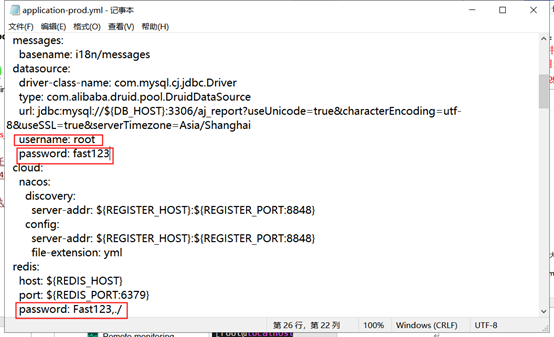 application-prod.yml - 记事本
文件(F) 编辑(E) 格式(O) 查看(V) 帮助(H)
messages:
basename: i18n/messages
datasource:
driver-class-name: com.mysql.cj.jdbc.Driver
type: com.alibaba.druid.pool.DruidDataSource
url: jdbc:mysql://${DB_HOST}:3306/aj_report?useUnicode=true&characterEncoding=utf-
8&useSSL=true&serverTimezone=Asia/Shanghai
username: root
password: fast123
cloud:
nacos:
discovery:
server-addr: ${REGISTER_HOST}:${REGISTER_PORT:8848}
config:
server-addr: ${REGISTER_HOST}:${REGISTER_PORT:8848}
file-extension: yml
redis:
host: ${REDIS_HOST}
port: ${REDIS_PORT:6379}
password: Fast123,./
第 26 行，第 22 列 100% Windows (CRLF) UTF-8
Remote monitoring